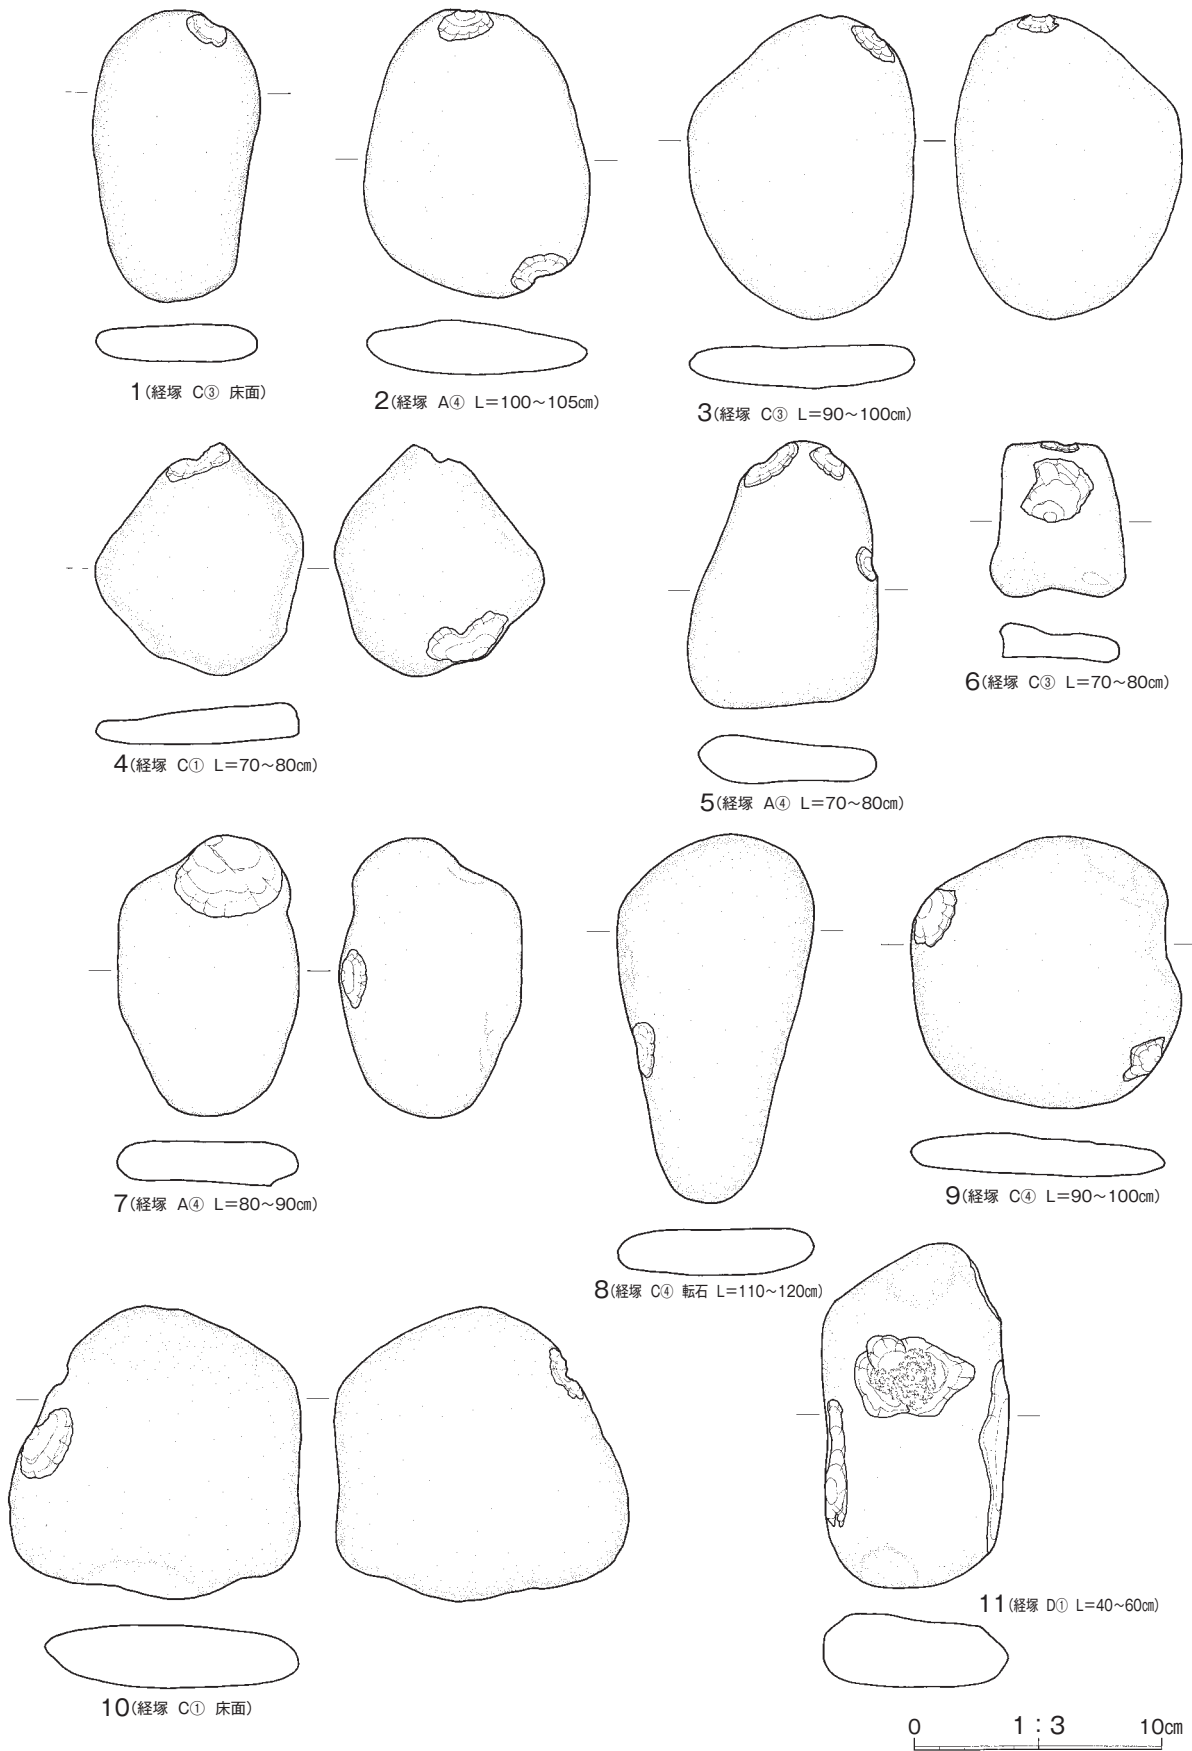 1(経塚 C③ 床面)
2(経塚 A④ L=100〜105㎝)
3(経塚 C③ L=90〜100㎝)
4(経塚 C① L=70〜80㎝)
5(経塚 A④ L=70〜80㎝)
6(経塚 C③ L=70〜80㎝)
7(経塚 A④ L=80〜90㎝)
8(経塚 C④ 転石 L=110〜120㎝)
9(経塚 C④ L=90〜100㎝)
10(経塚 C① 床面)
11(経塚 D① L=40〜60㎝)
0 1:3 10㎝